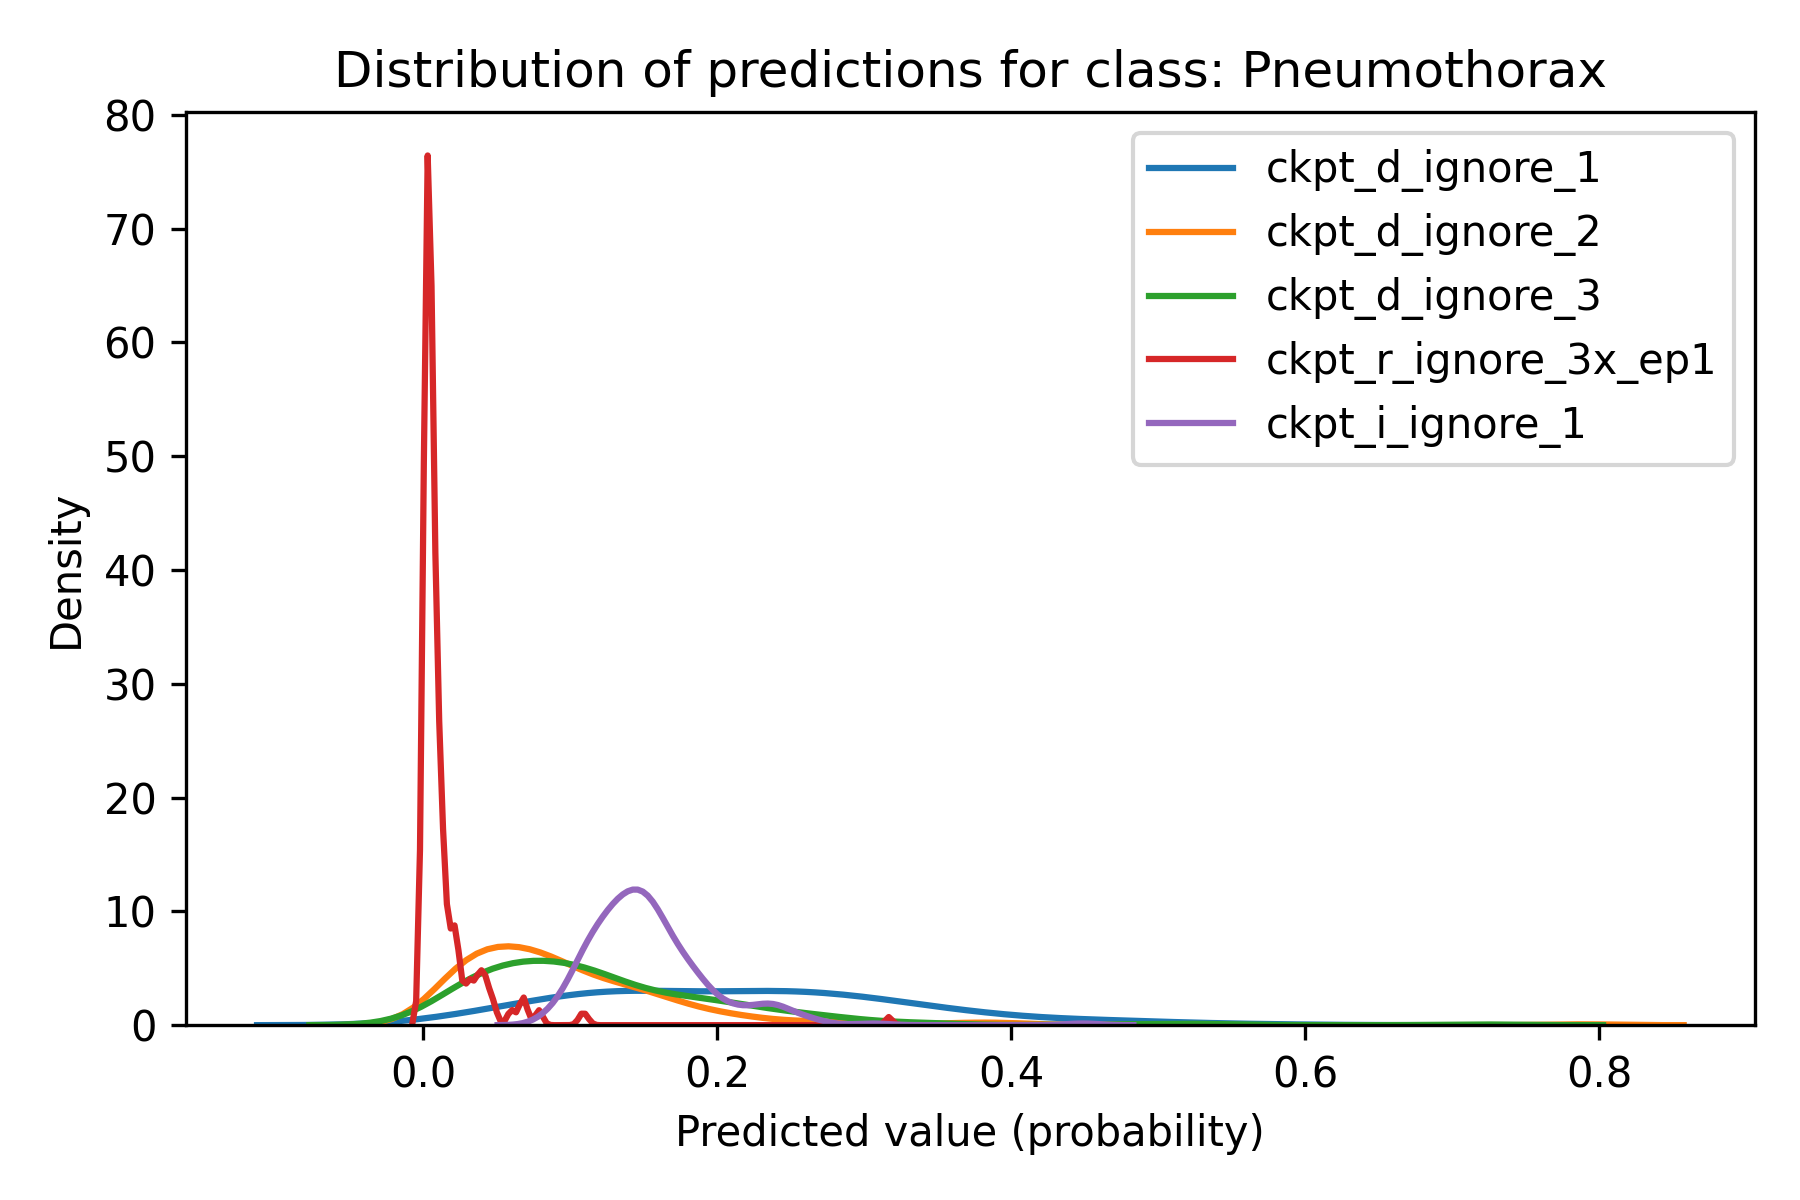 Distribution of predictions for class: Pneumothorax
80
70
60
50
40
30
20
10
0
Density
ckpt_d_ignore_1
ckpt_d_ignore_2
ckpt_d_ignore_3
ckpt_r_ignore_3x_ep1
ckpt_i_ignore_1
0.0 0.2 0.4 0.6 0.8
Predicted value (probability)